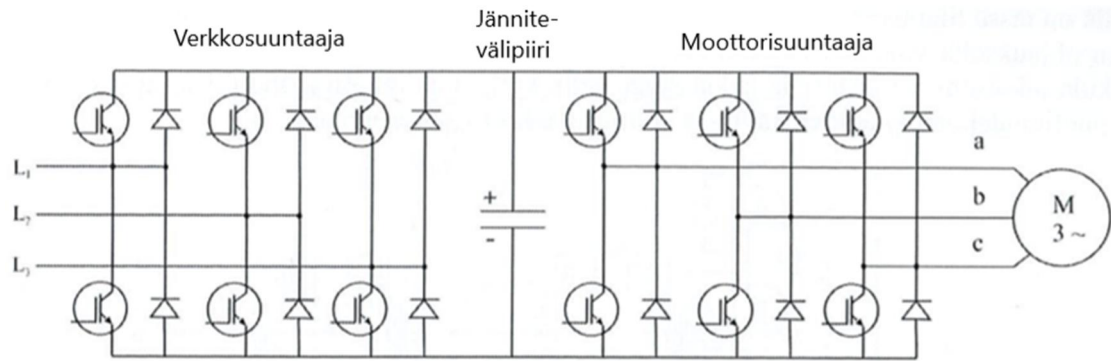 Verkkosuuntaaja
Jännite-
välipiiri
Moottorisuuntaaja
L₁
L₂
L₃
+
-
a
b
c
M
3 ~